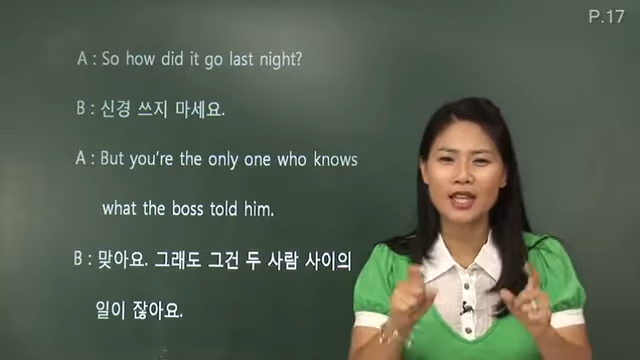 P.17
A : So how did it go last night?
B : 신경 쓰지 마세요.
A : But you're the only one who knows
what the boss told him.
B : 맞아요. 그래도 그건 두 사람 사이의
일이 잖아요.